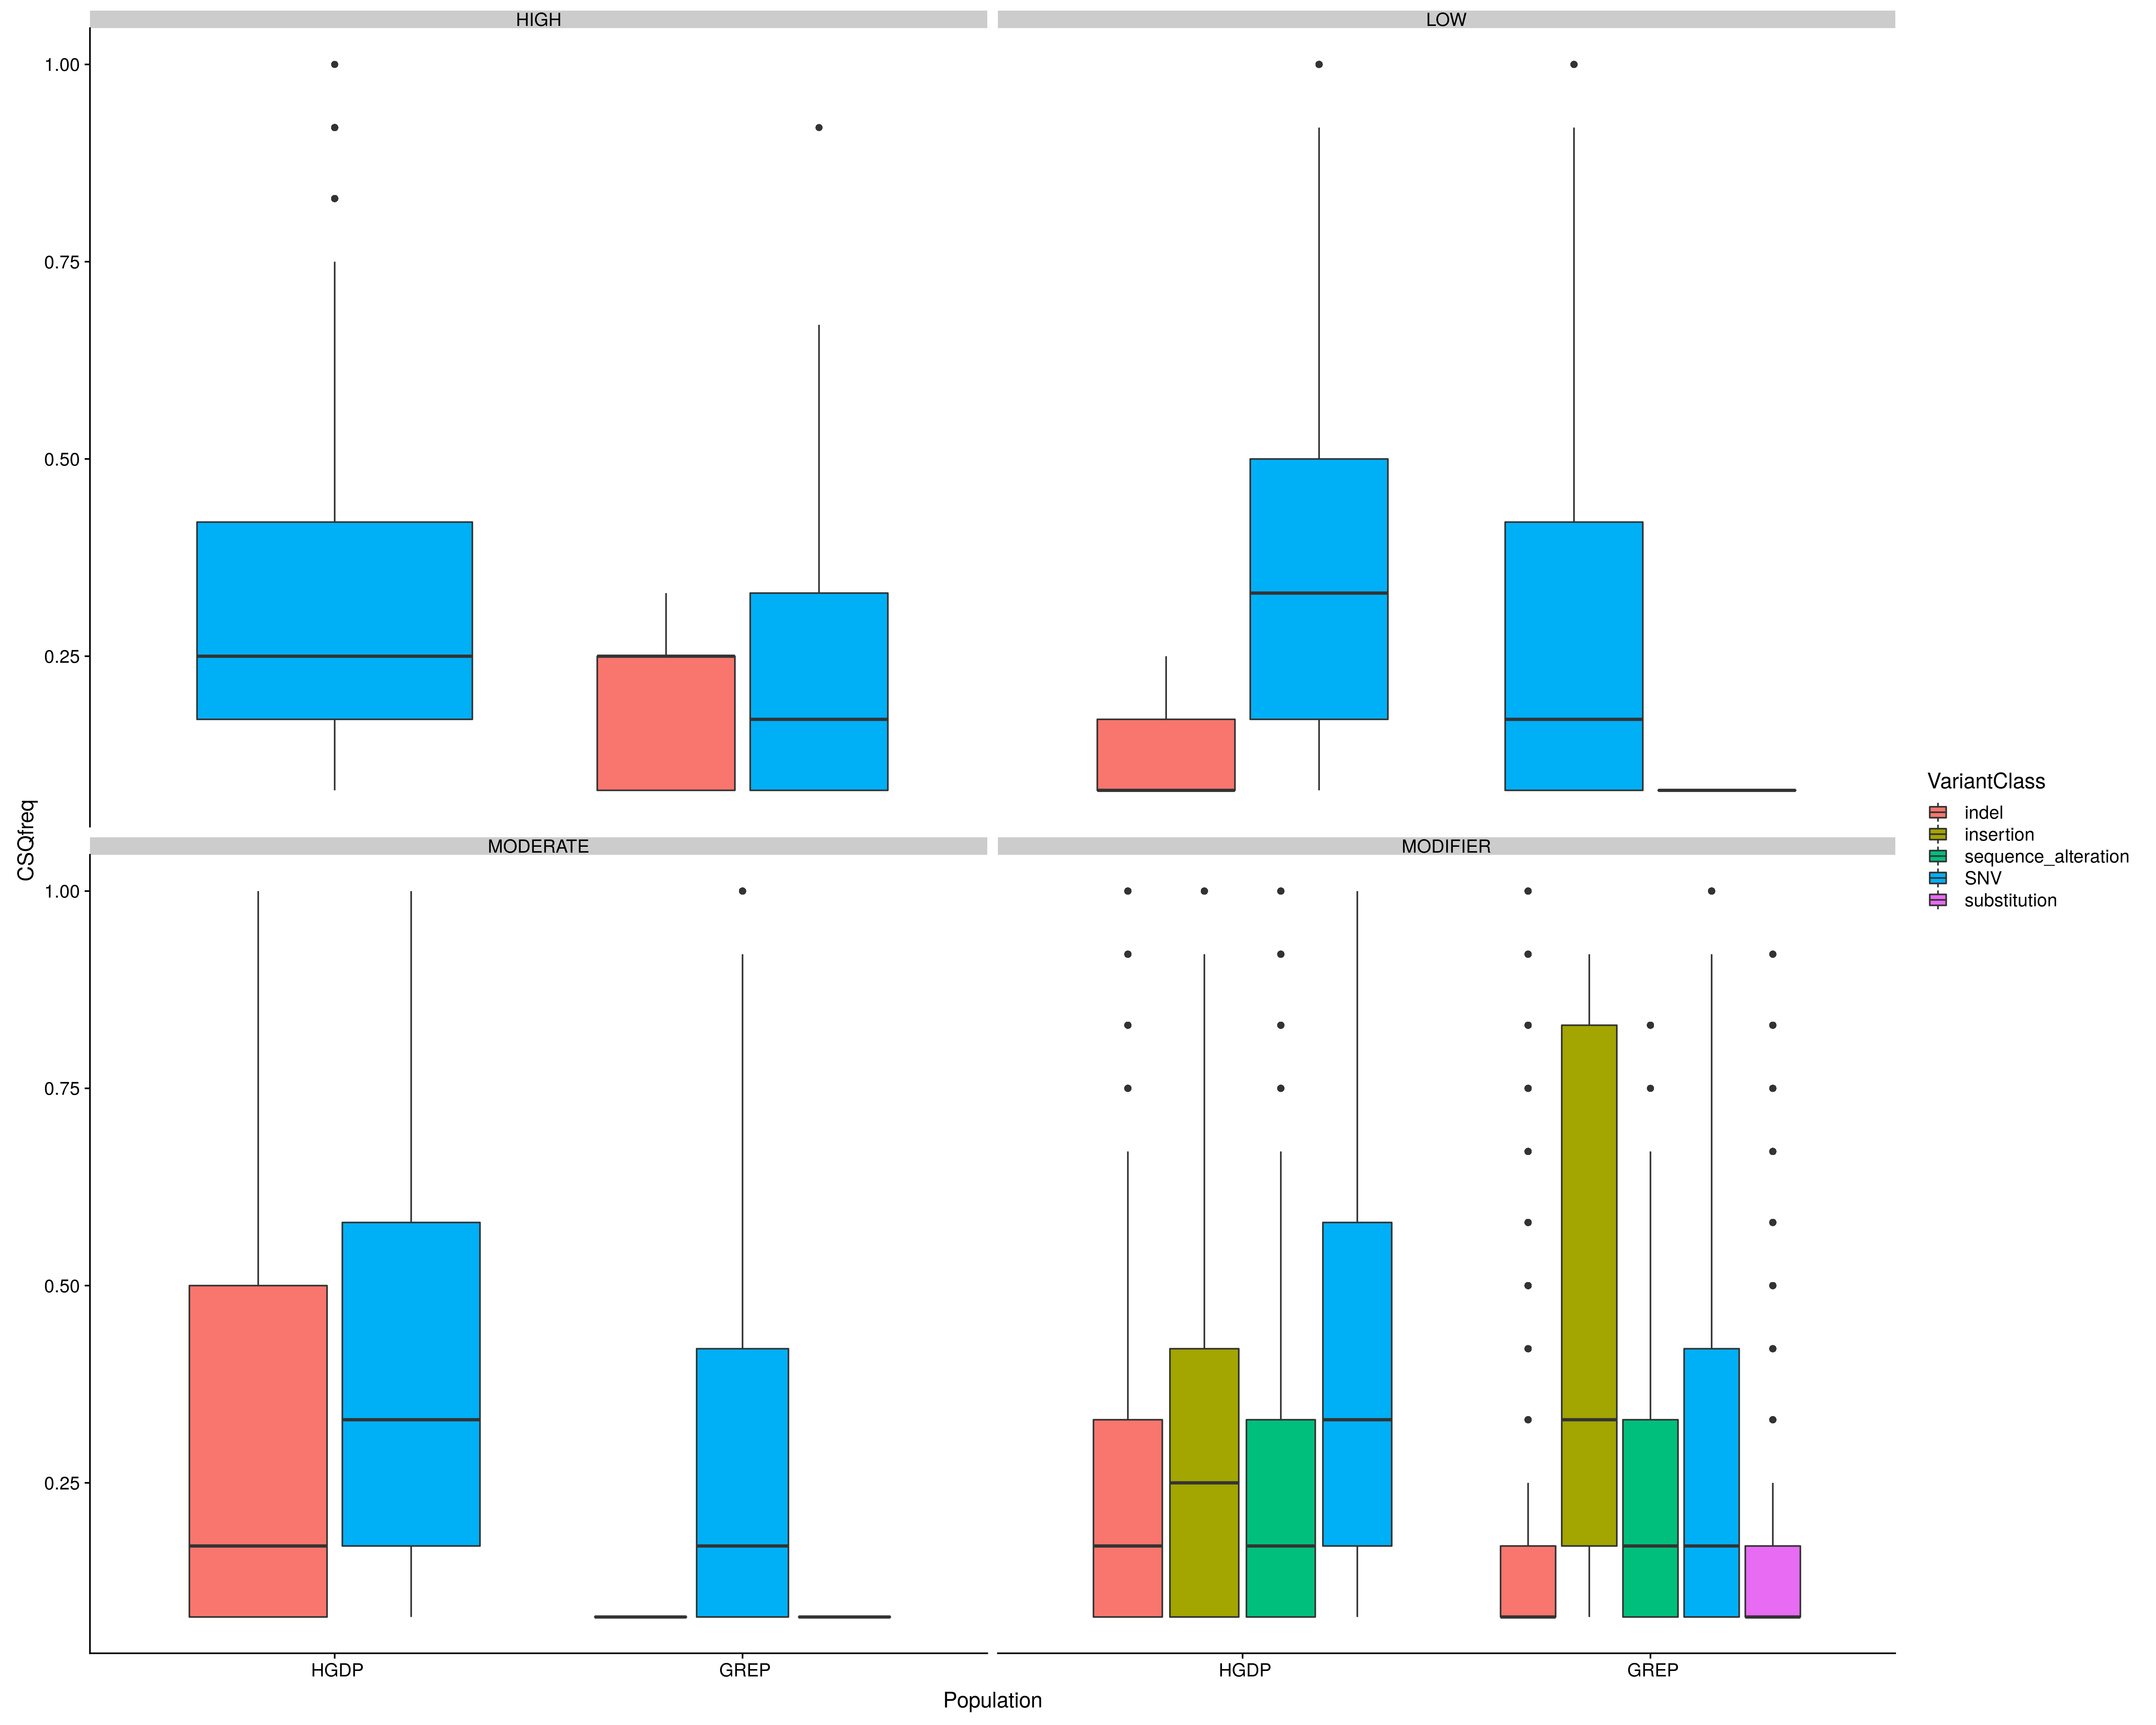 HIGH
LOW
1.00
0.75
0.50
0.25
MODERATE
MODIFIER
1.00
0.75
0.50
0.25
HGDP
GREP
HGDP
GREP
Population
CSQfreq
VariantClass
indel
insertion
sequence_alteration
SNV
substitution